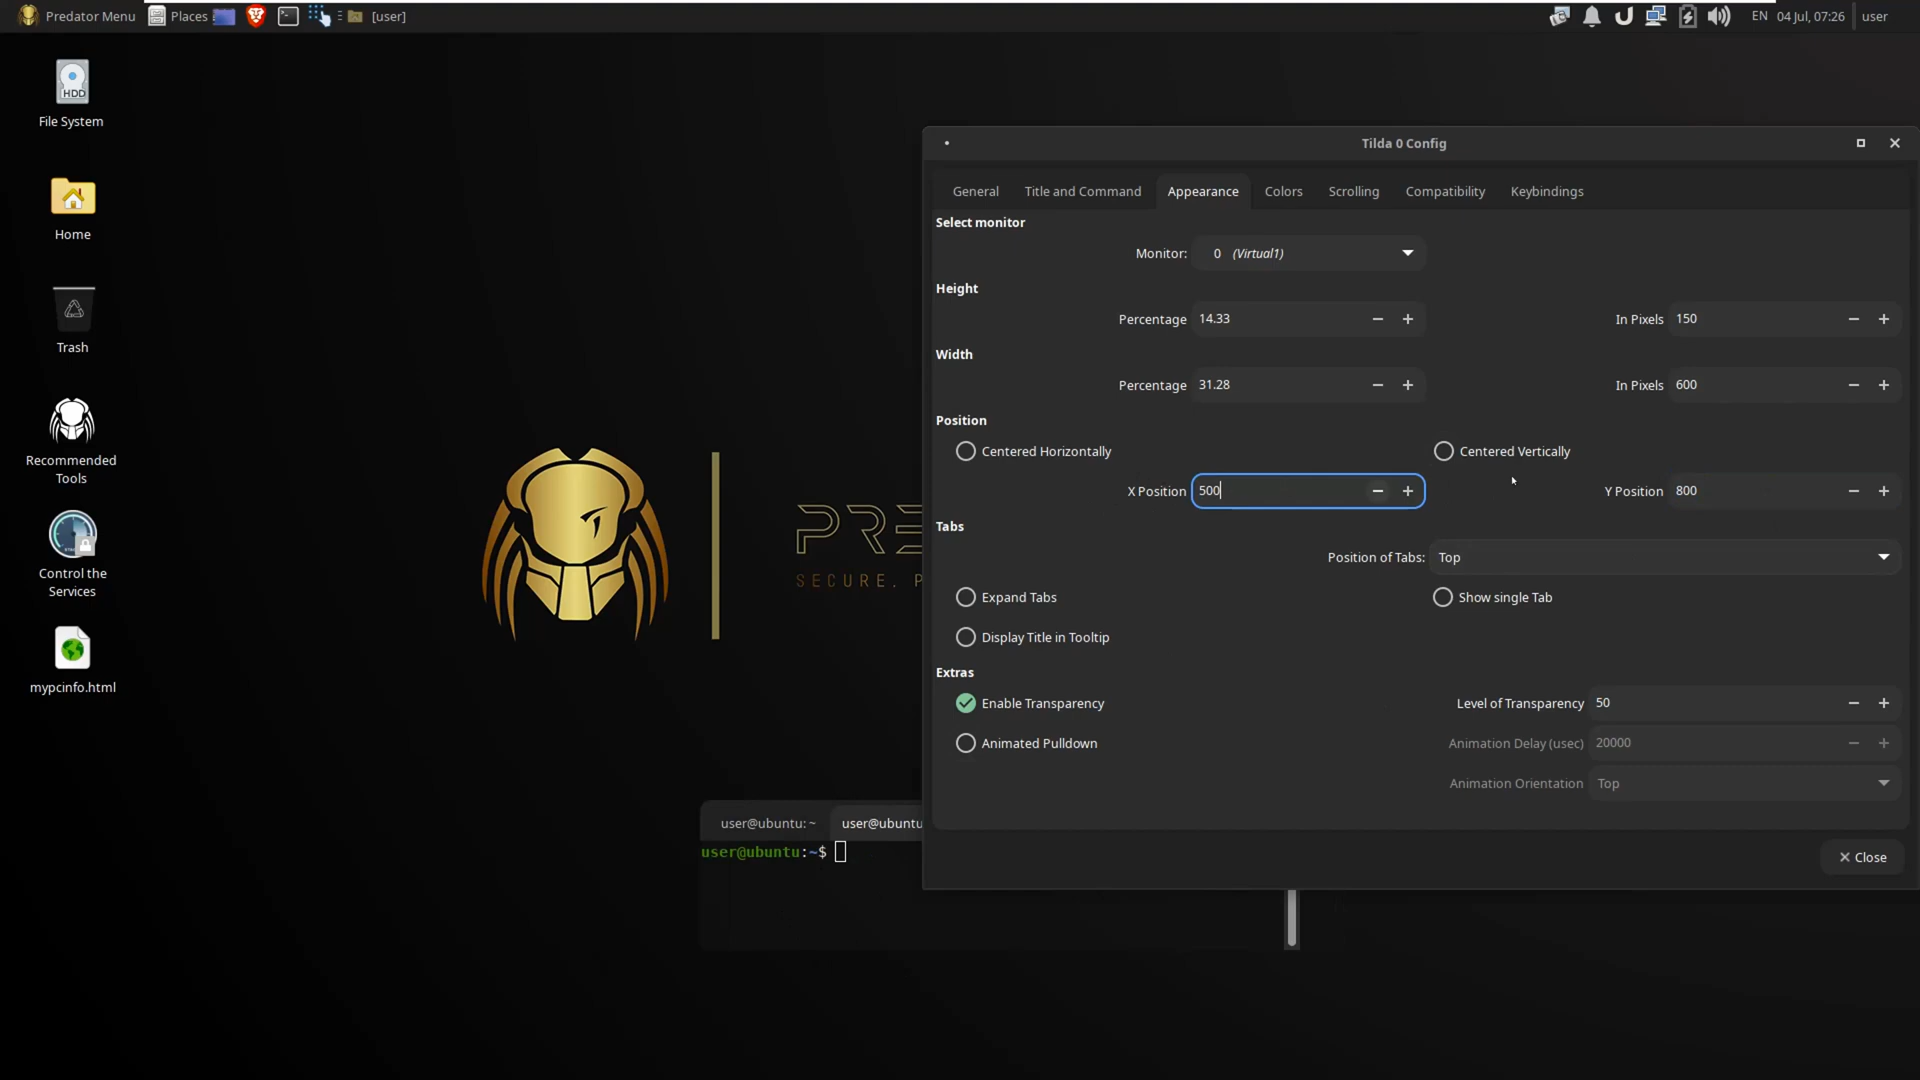 Predator Menu Places [user] EN 04 Jul, 07:26 user
HDD
File System
Home
Trash
Recommended
Tools
Control the
Services
mypcinfo.html
PRE
SECURE. P
user@ubuntu: ~ user@ubuntu
user@ubuntu:~$
Tilda 0 Config
General Title and Command Appearance Colors Scrolling Compatibility Keybindings
Select monitor
Monitor: 0 (Virtual1)
Height
Percentage 14.33 In Pixels 150
Width
Percentage 31.28 In Pixels 600
Position
Centered Horizontally Centered Vertically
X Position 500 Y Position 800
Tabs
Position of Tabs: Top
Expand Tabs Show single Tab
Display Title in Tooltip
Extras
Enable Transparency Level of Transparency 50
Animated Pulldown Animation Delay (usec) 20000
Animation Orientation Top
Close